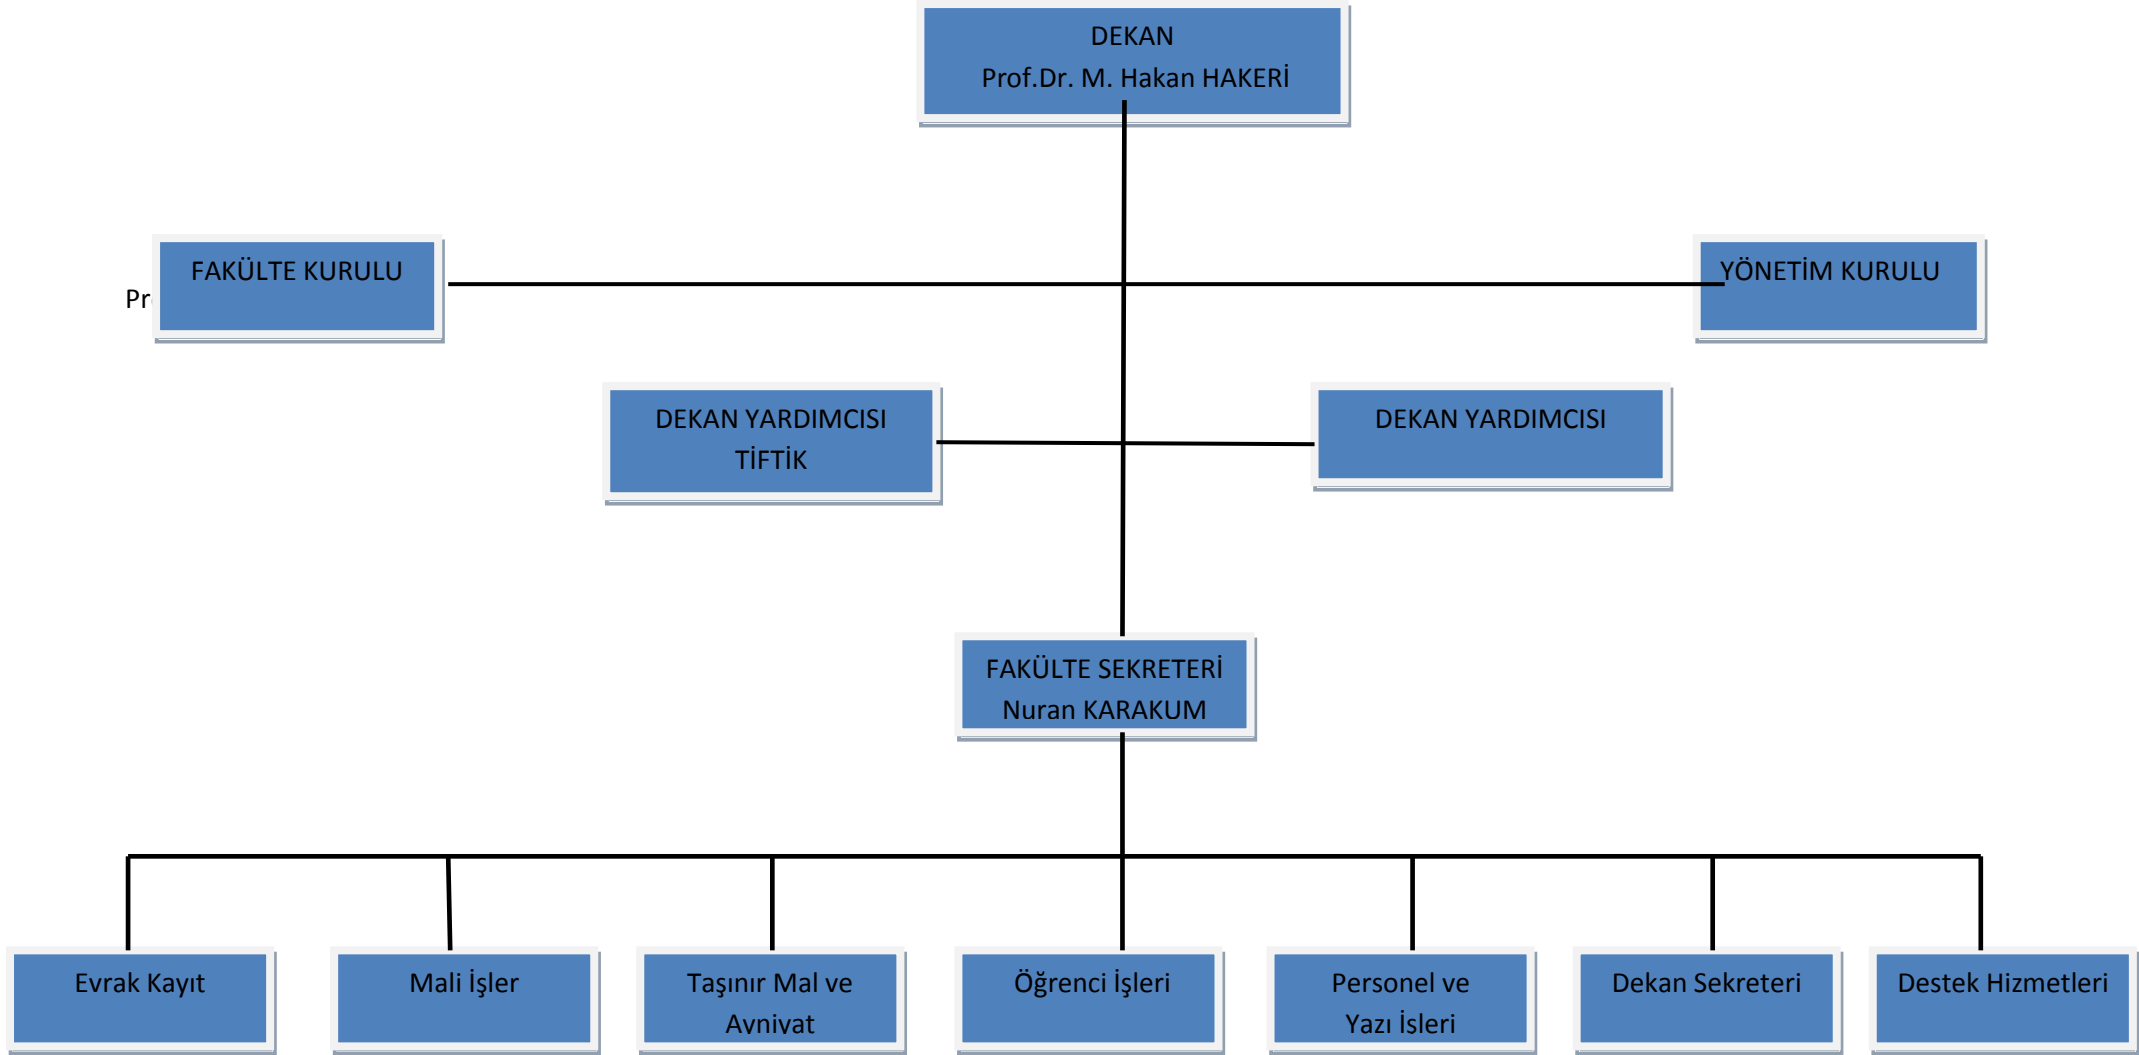 DEKAN
Prof.Dr. M. Hakan HAKERİ
FAKÜLTE KURULU
YÖNETİM KURULU
DEKAN YARDIMCISI
TİFTİK
DEKAN YARDIMCISI
FAKÜLTE SEKRETERİ
Nuran KARAKUM
Evrak Kayıt
Mali İşler
Taşınır Mal ve
Ayniyat
Öğrenci İşleri
Personel ve
Yazı İşleri
Dekan Sekreteri
Destek Hizmetleri